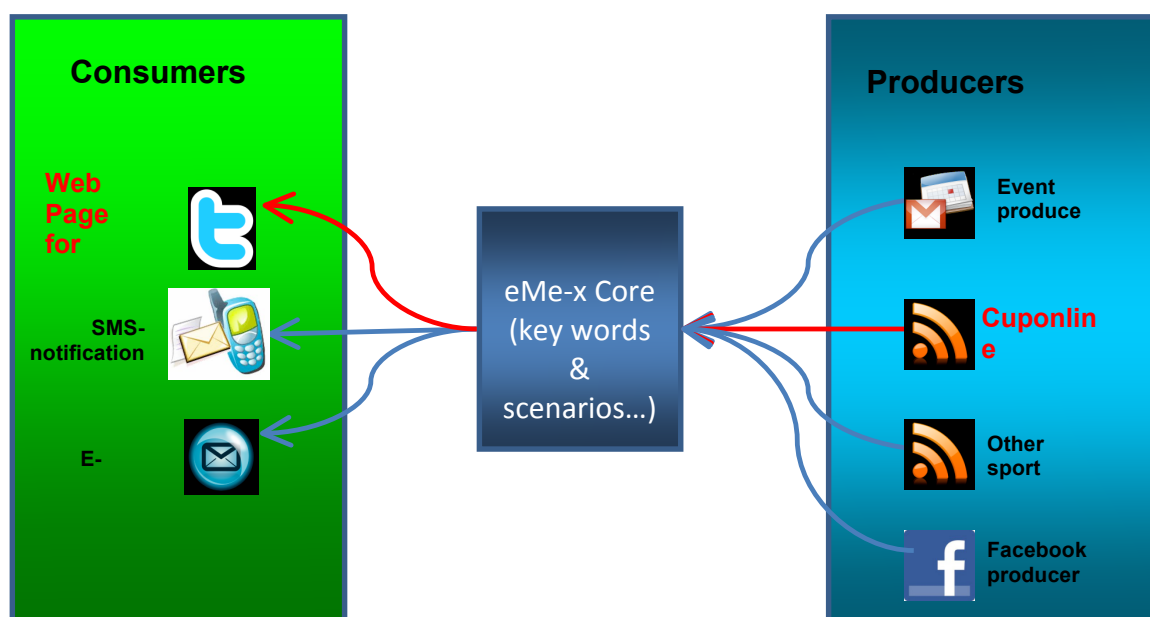 Consumers
Web
Page
for
SMS-
notification
E-
eMe-x Core
(key words
&
scenarios…)
Producers
Event
produce
Cuponlin
e
Other
sport
Facebook
producer